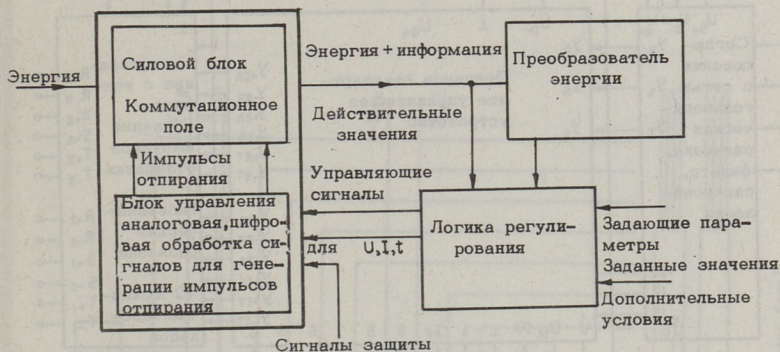 Энергия
Силовой блок
Коммутационное
поле
Импульсы
отпирания
Блок управления
аналоговая, цифро-
вая обработка си-
гналов для гене-
рации импульсов
отпирания
Энергия + информация
Действительные
значения
Управляющие
сигналы
для U, I, t
Сигналы защиты
Преобразователь
энергии
Логика регули-
рования
Задающие пара-
метры
Заданные значения
Дополнительные
условия